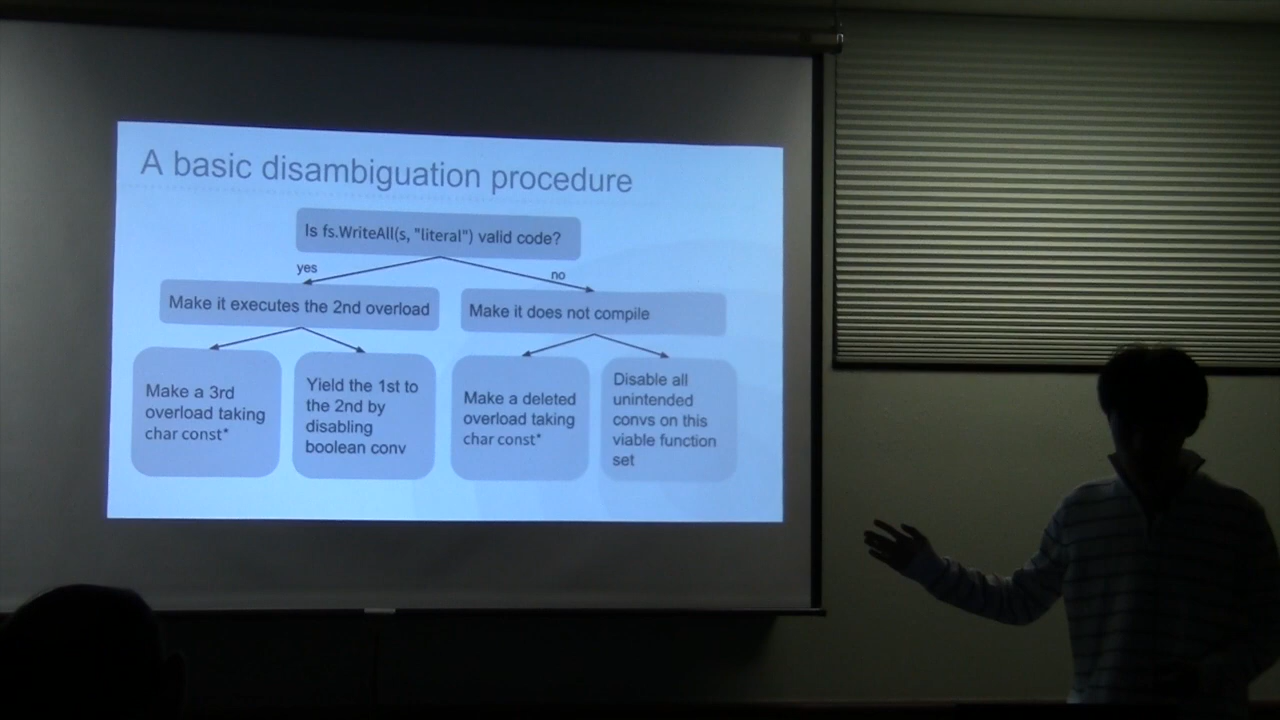 A basic disambiguation procedure
Is fs.WriteAll(s, "literal") valid code?
yes
no
Make it executes the 2nd overload
Make it does not compile
Make a 3rd
overload taking
char const*
Yield the 1st to
the 2nd by
disabling
boolean conv
Make a deleted
overload taking
char const*
Disable all
unintended
convs on this
viable function
set